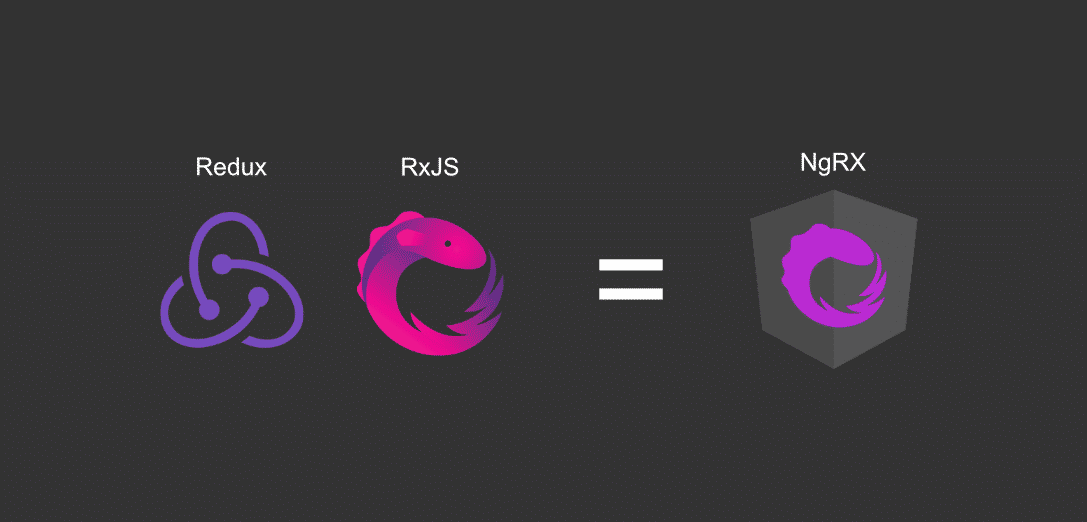 Redux
RxJS
=
NgRX